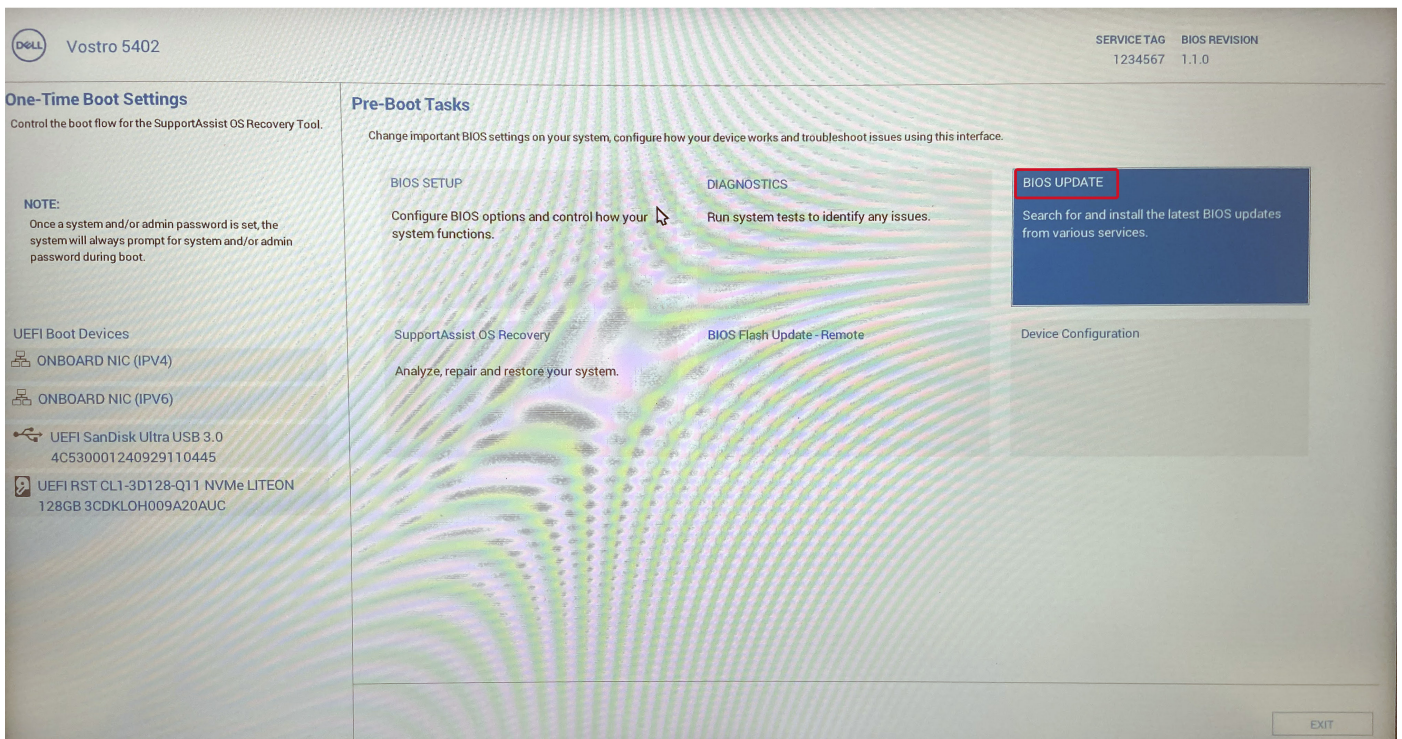 DELL
Vostro 5402
SERVICE TAG BIOS REVISION
1234567 1.1.0
One-Time Boot Settings
Control the boot flow for the SupportAssist OS Recovery Tool.
NOTE:
Once a system and/or admin password is set, the
system will always prompt for system and/or admin
password during boot.
UEFI Boot Devices
ONBOARD NIC (IPV4)
ONBOARD NIC (IPV6)
UEFI SanDisk Ultra USB 3.0
4C530001240929110445
UEFI RST CL1-3D128-Q11 NVMe LITEON
128GB 3CDKLOH009A20AUC
Pre-Boot Tasks
Change important BIOS settings on your system, configure how your device works and troubleshoot issues using this interface.
BIOS SETUP
Configure BIOS options and control how your
system functions.
DIAGNOSTICS
Run system tests to identify any issues.
BIOS UPDATE
Search for and install the latest BIOS updates
from various services.
SupportAssist OS Recovery
Analyze, repair and restore your system.
BIOS Flash Update - Remote
Device Configuration
EXIT